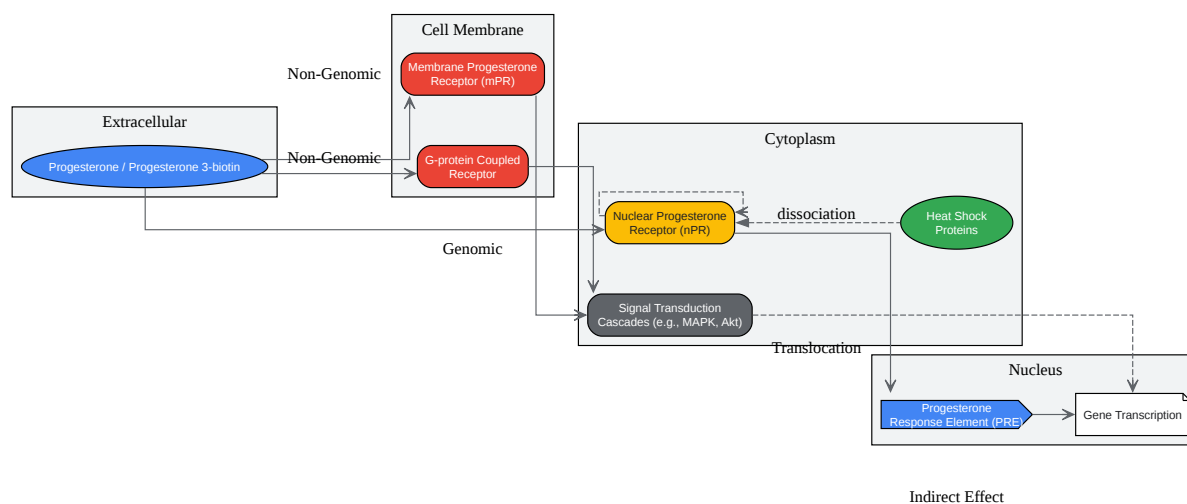 Cell Membrane
Membrane Progesterone
Receptor (mPR)
Non-Genomic
Extracellular
Progesterone / Progesterone 3-biotin
Non-Genomic
G-protein Coupled
Receptor
Cytoplasm
Nuclear Progesterone
Receptor (nPR)
dissociation
Heat Shock
Proteins
Genomic
Signal Transduction
Cascades (e.g., MAPK, Akt)
Translocation
Nucleus
Progesterone
Response Element (PRE)
Gene Transcription
Indirect Effect